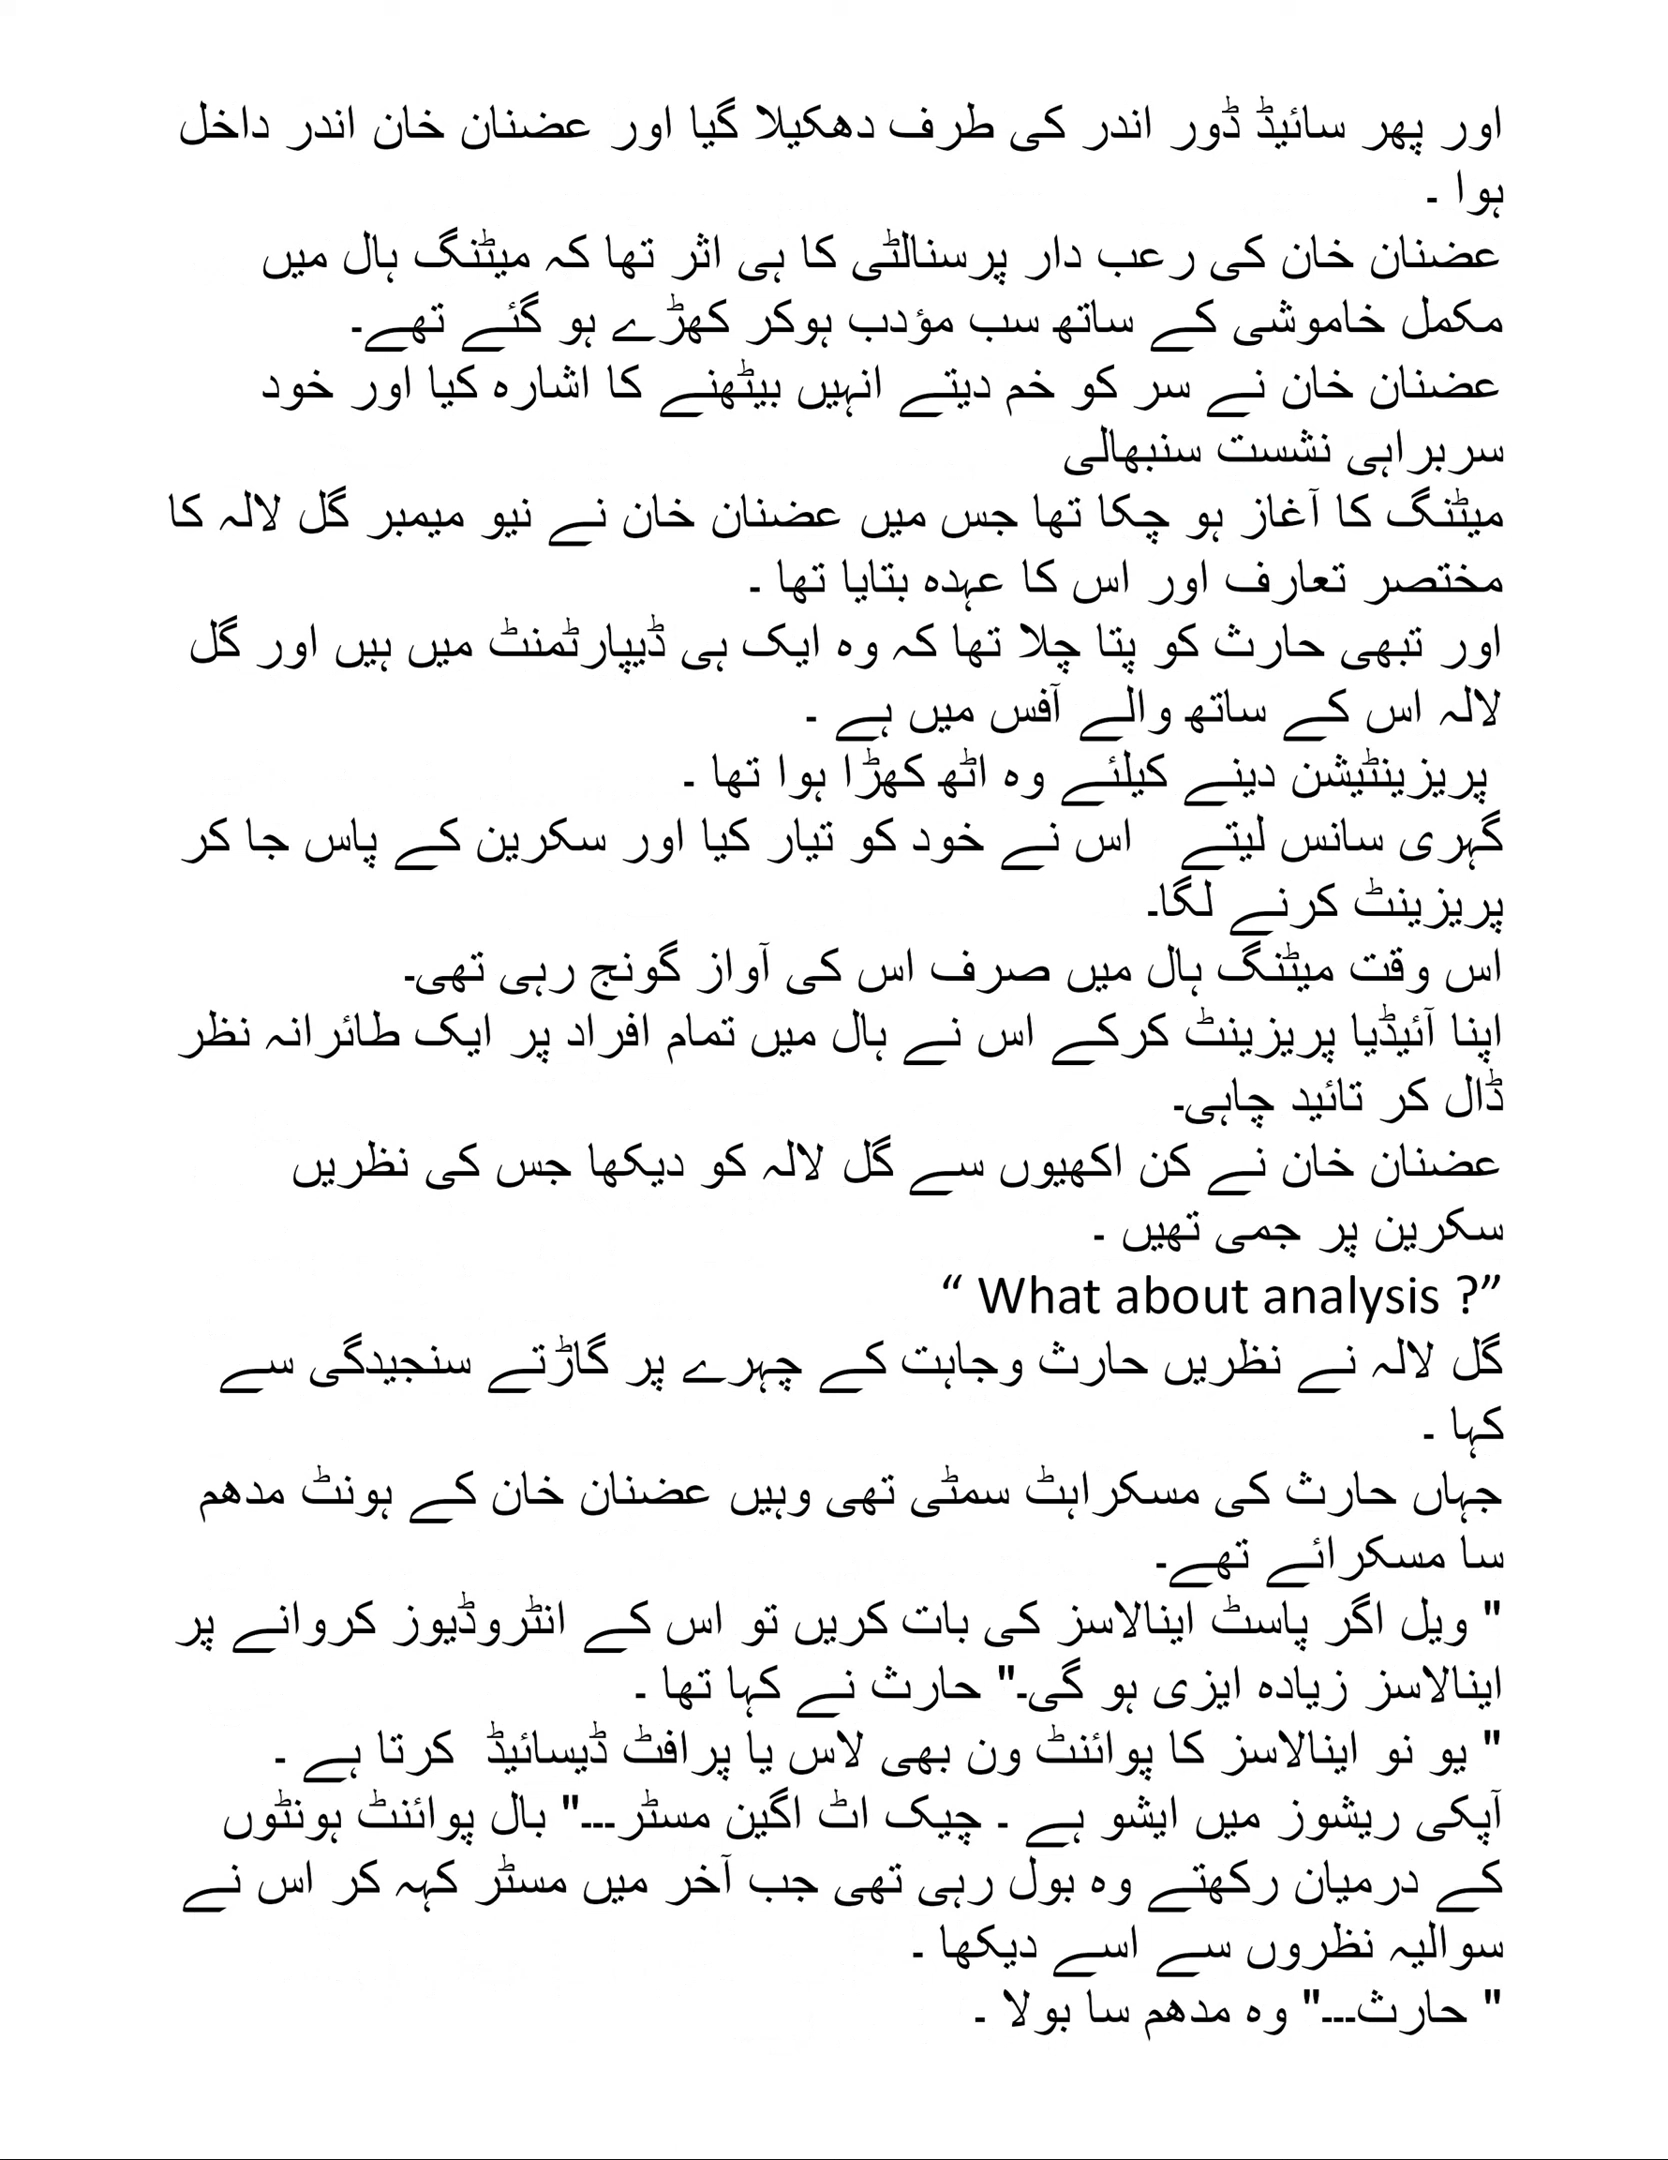 اور پھر سائیڈ ڈور اندر کی طرف دھکیلا گیا اور عضنان خان اندر داخل
ہوا ۔
عضنان خان کی رعب دار پرسنالٹی کا ہی اثر تھا کہ میٹنگ ہال میں
مکمل خاموشی کے ساتھ سب مؤدب ہوکر کھڑے ہو گئے تھے۔
عضنان خان نے سر کو خم دیتے انہیں بیٹھنے کا اشارہ کیا اور خود
سربراہی نشست سنبھالی
میٹنگ کا آغاز ہو چکا تھا جس میں عضنان خان نے نیو میمبر گل لالہ کا
مختصر تعارف اور اس کا عہدہ بتایا تھا ۔
اور تبھی حارث کو پتا چلا تھا کہ وہ ایک ہی ڈیپارٹمنٹ میں ہیں اور گل
لالہ اس کے ساتھ والے آفس میں ہے ۔
پریزینٹیشن دینے کیلئے وہ اٹھ کھڑا ہوا تھا ۔
گہری سانس لیتے اس نے خود کو تیار کیا اور سکرین کے پاس جا کر
پریزینٹ کرنے لگا۔
اس وقت میٹنگ ہال میں صرف اس کی آواز گونج رہی تھی۔
اپنا آئیڈیا پریزینٹ کرکے اس نے ہال میں تمام افراد پر ایک طائرانہ نظر
ڈال کر تائید چاہی۔
عضنان خان نے کن اکھیوں سے گل لالہ کو دیکھا جس کی نظریں
سکرین پر جمی تھیں ۔
“ What about analysis ?”
گل لالہ نے نظریں حارث وجاہت کے چہرے پر گاڑتے سنجیدگی سے
کہا ۔
جہاں حارث کی مسکراہٹ سمٹی تھی وہیں عضنان خان کے ہونٹ مدھم
سا مسکرائے تھے۔
" ویل اگر پاسٹ اینالاسز کی بات کریں تو اس کے انٹروڈیوز کروانے پر
اینالاسز زیادہ ایزی ہو گی۔" حارث نے کہا تھا ۔
" یو نو اینالاسز کا پوائنٹ ون بھی لاس یا پرافٹ ڈیسائیڈ کرتا ہے ۔
آپکی ریشوز میں ایشو ہے ۔ چیک اٹ اگین مسٹر۔۔۔" بال پوائنٹ ہونٹوں
کے درمیان رکھتے وہ بول رہی تھی جب آخر میں مسٹر کہہ کر اس نے
سوالیہ نظروں سے اسے دیکھا ۔
" حارث۔۔۔" وہ مدھم سا بولا ۔